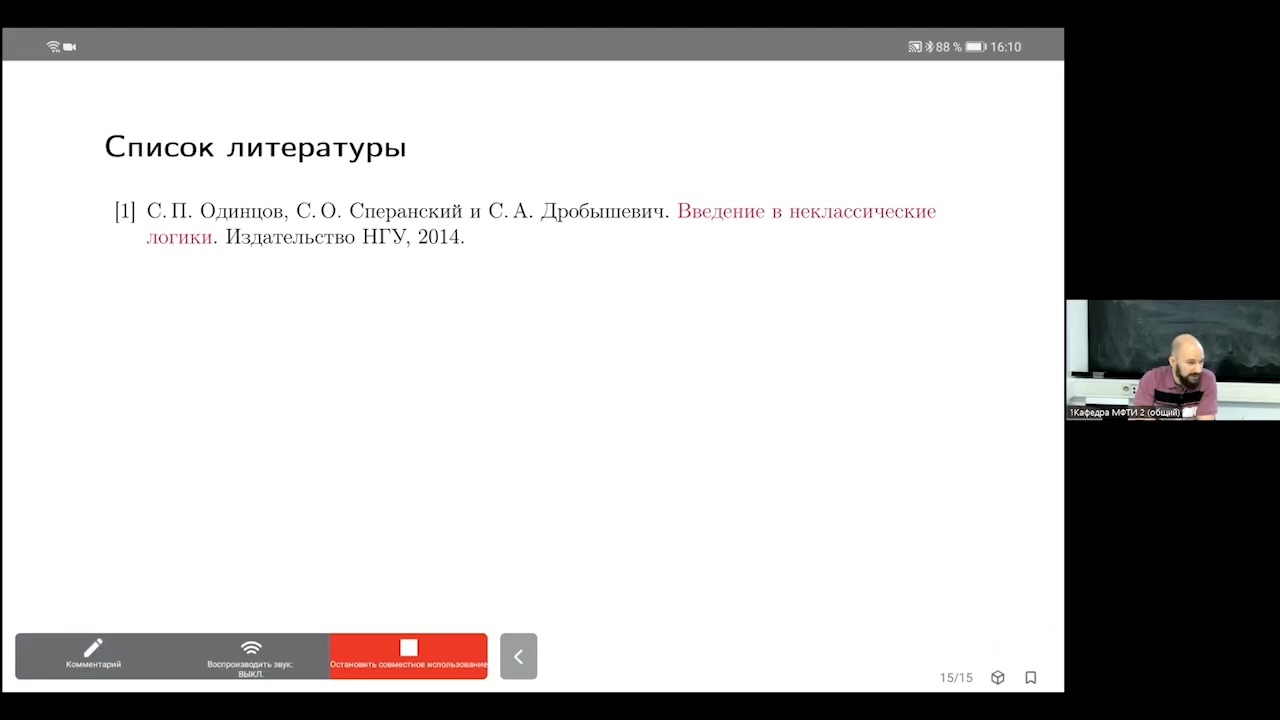 88 % 16:10
Список литературы
[1] С. П. Одинцов, С. О. Сперанский и С. А. Дробышевич. Введение в неклассические
логики. Издательство НГУ, 2014.
1Кафедра МФТИ 2 (общий)
Комментарий
Воспроизводить звук:
ВЫКЛ.
Остановить совместное использование
15/15